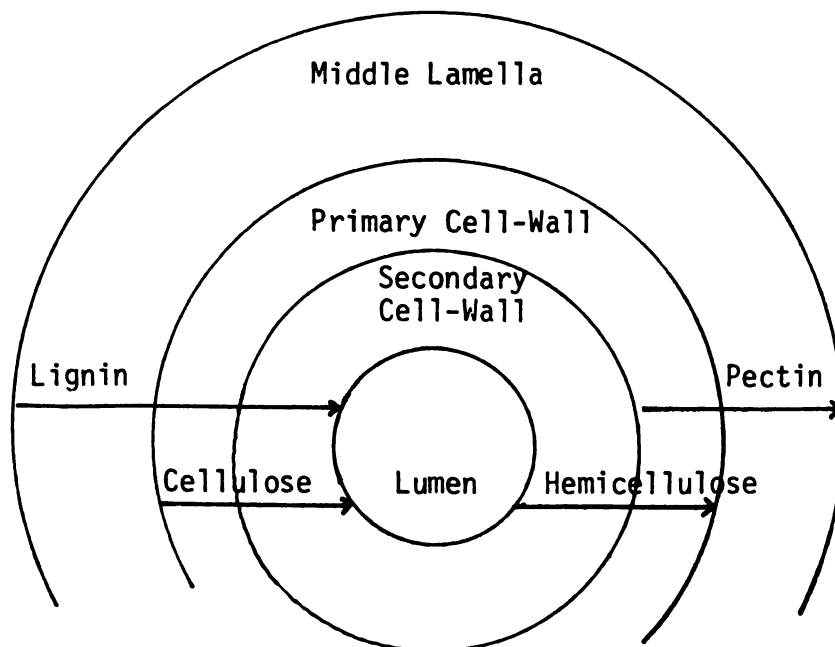 Middle Lamella
Primary Cell-Wall
Secondary
Cell-Wall
Lignin
Pectin
Cellulose
Lumen
Hemicellulose